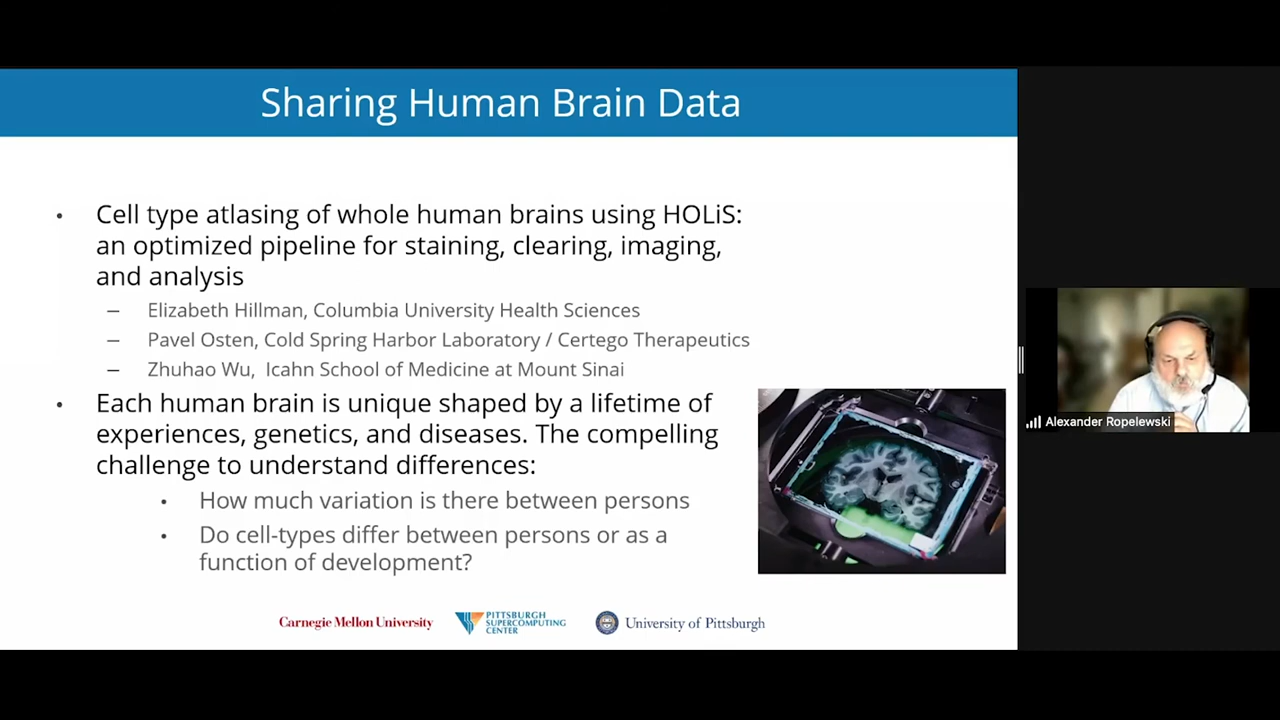 Sharing Human Brain Data
• Cell type atlasing of whole human brains using HOLiS:
an optimized pipeline for staining, clearing, imaging,
and analysis
– Elizabeth Hillman, Columbia University Health Sciences
– Pavel Osten, Cold Spring Harbor Laboratory / Certego Therapeutics
– Zhuhao Wu, Icahn School of Medicine at Mount Sinai
• Each human brain is unique shaped by a lifetime of
experiences, genetics, and diseases. The compelling
challenge to understand differences:
• How much variation is there between persons
• Do cell-types differ between persons or as a
function of development?
Alexander Ropelewski
Carnegie Mellon University
PITTSBURGH
SUPERCOMPUTING
CENTER
University of Pittsburgh